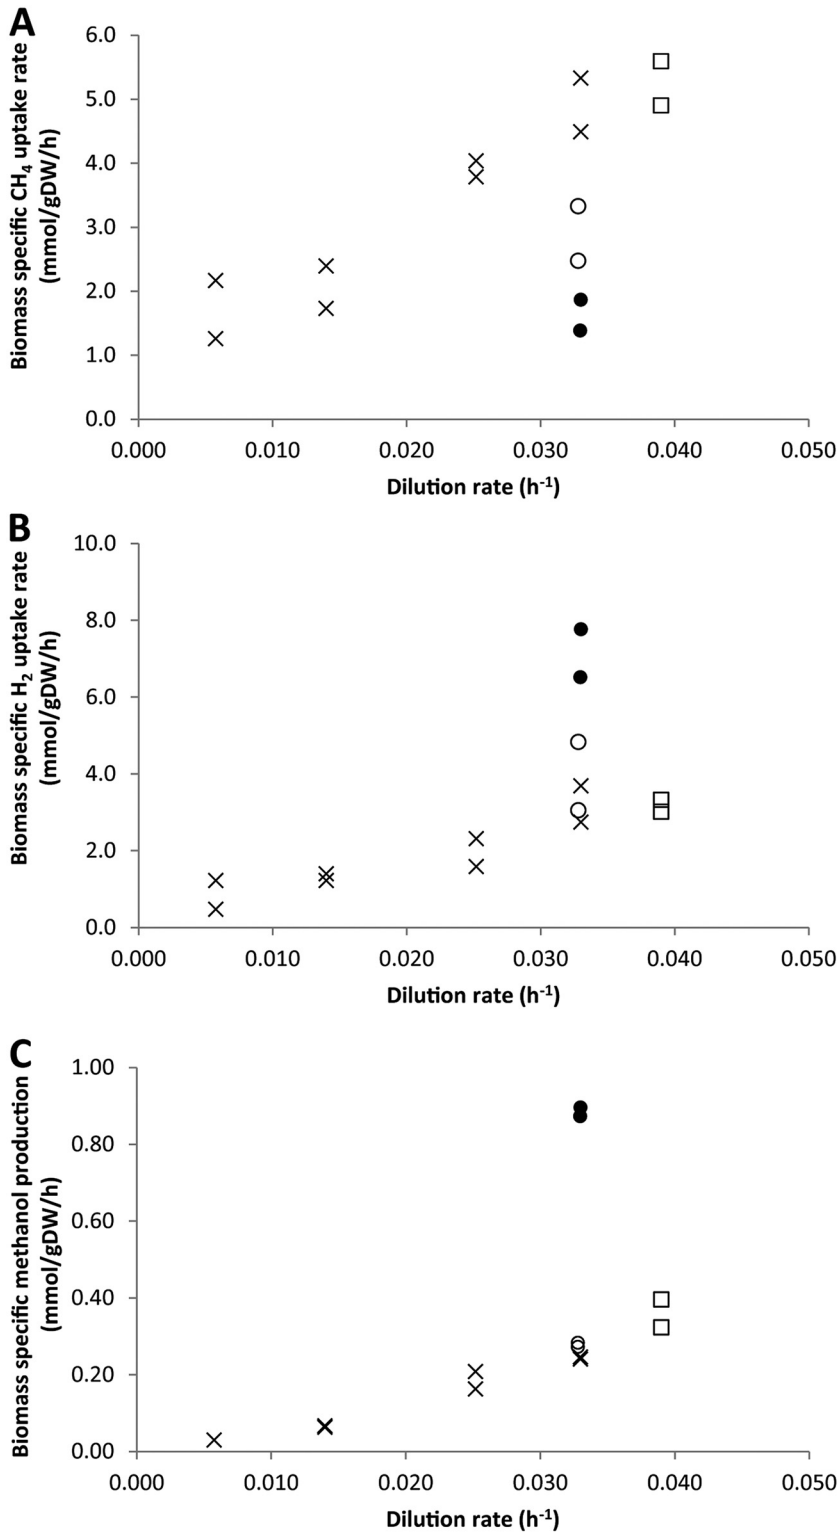 A
Biomass specific CH₄ uptake rate
(mmol/gDW/h)
6.0
5.0
4.0
3.0
2.0
1.0
0.0
0.000 0.010 0.020 0.030 0.040 0.050
Dilution rate (h⁻¹)
B
Biomass specific H₂ uptake rate
(mmol/gDW/h)
10.0
8.0
6.0
4.0
2.0
0.0
0.000 0.010 0.020 0.030 0.040 0.050
Dilution rate (h⁻¹)
C
Biomass specific methanol production
(mmol/gDW/h)
1.00
0.80
0.60
0.40
0.20
0.00
0.000 0.010 0.020 0.030 0.040 0.050
Dilution rate (h⁻¹)